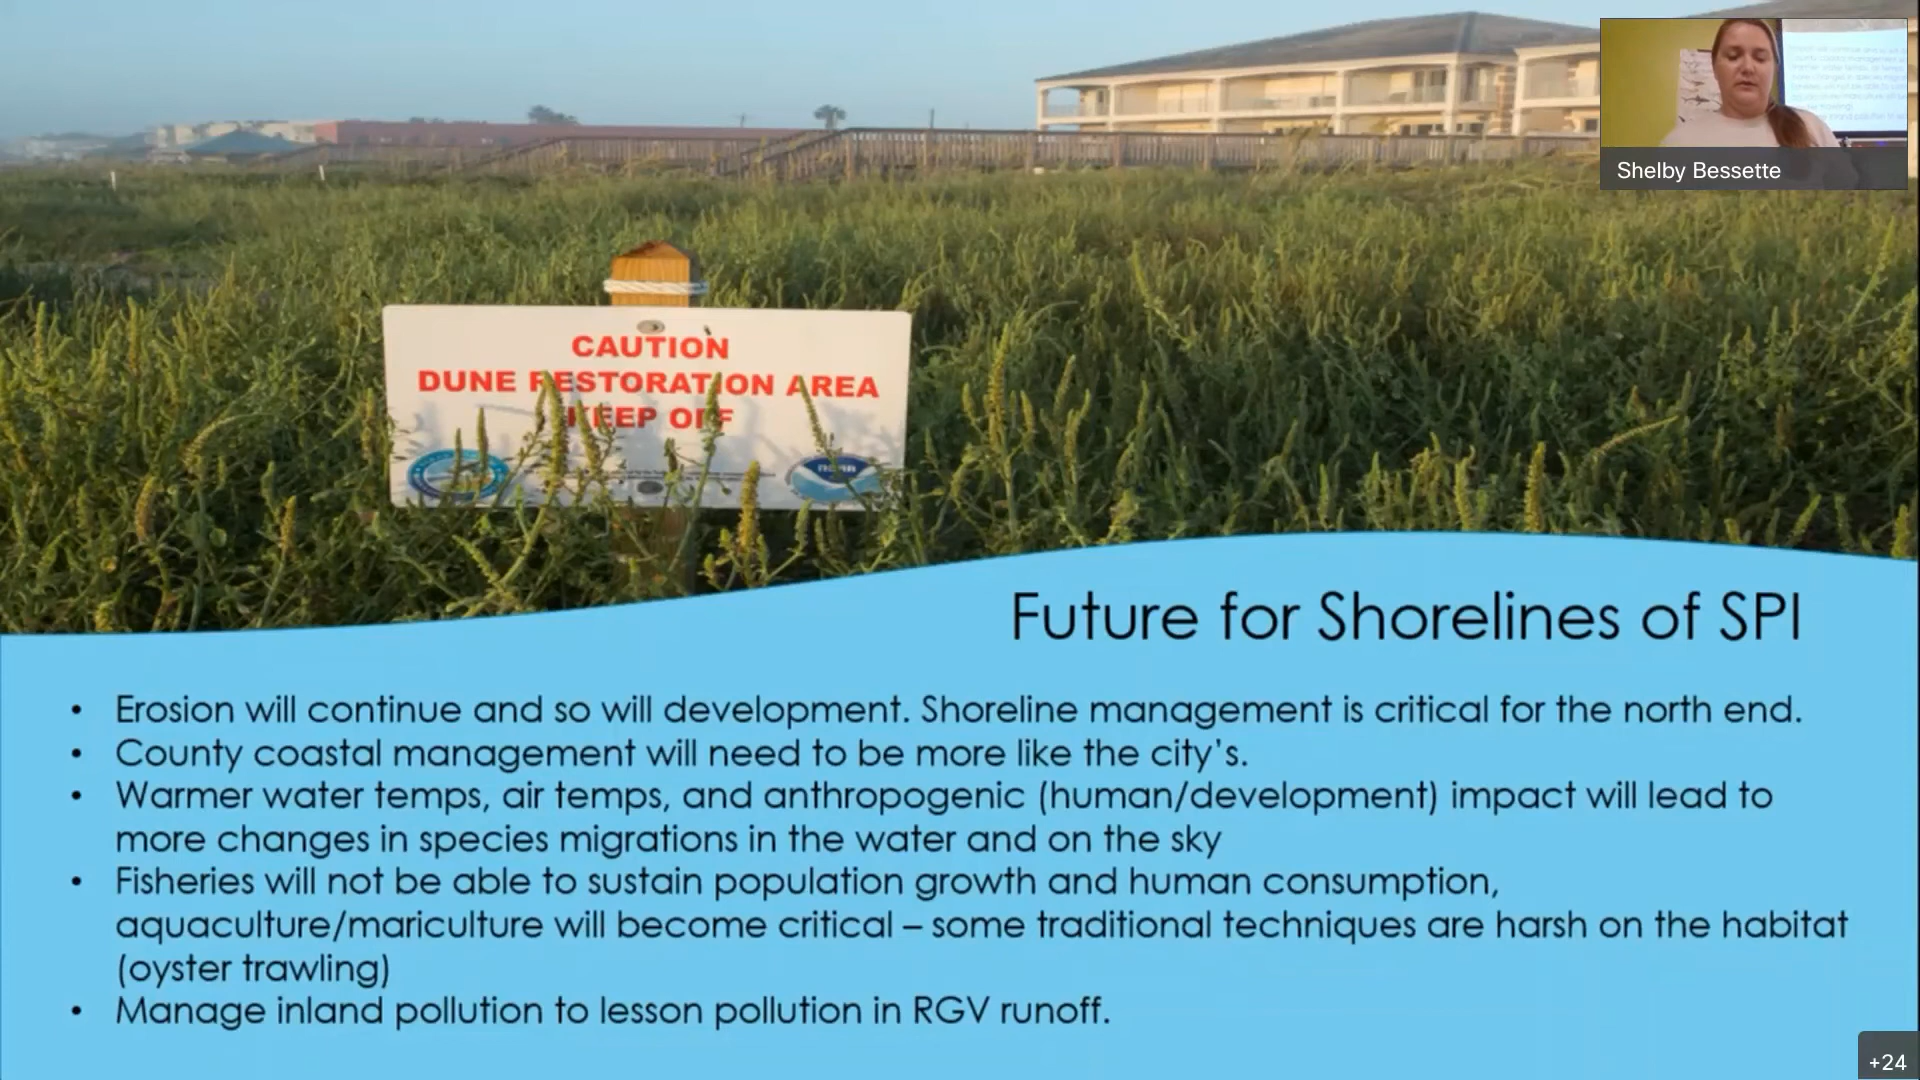 Shelby Bessette
CAUTION
DUNE RESTORATION AREA
KEEP OFF
NOAA
Future for Shorelines of SPI
• Erosion will continue and so will development. Shoreline management is critical for the north end.
• County coastal management will need to be more like the city's.
• Warmer water temps, air temps, and anthropogenic (human/development) impact will lead to
more changes in species migrations in the water and on the sky
• Fisheries will not be able to sustain population growth and human consumption,
aquaculture/mariculture will become critical – some traditional techniques are harsh on the habitat
(oyster trawling)
• Manage inland pollution to lesson pollution in RGV runoff.
+24